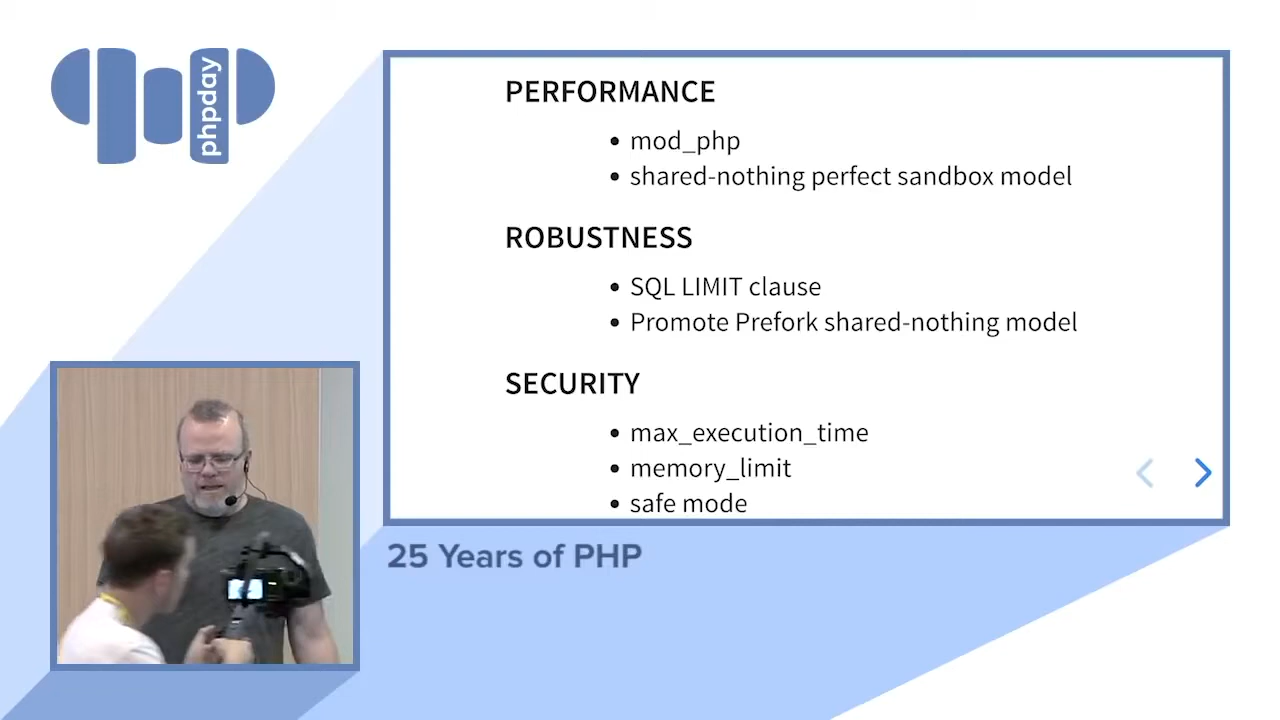 phpday
PERFORMANCE
• mod_php
• shared-nothing perfect sandbox model
ROBUSTNESS
• SQL LIMIT clause
• Promote Prefork shared-nothing model
SECURITY
• max_execution_time
• memory_limit
• safe mode
25 Years of PHP